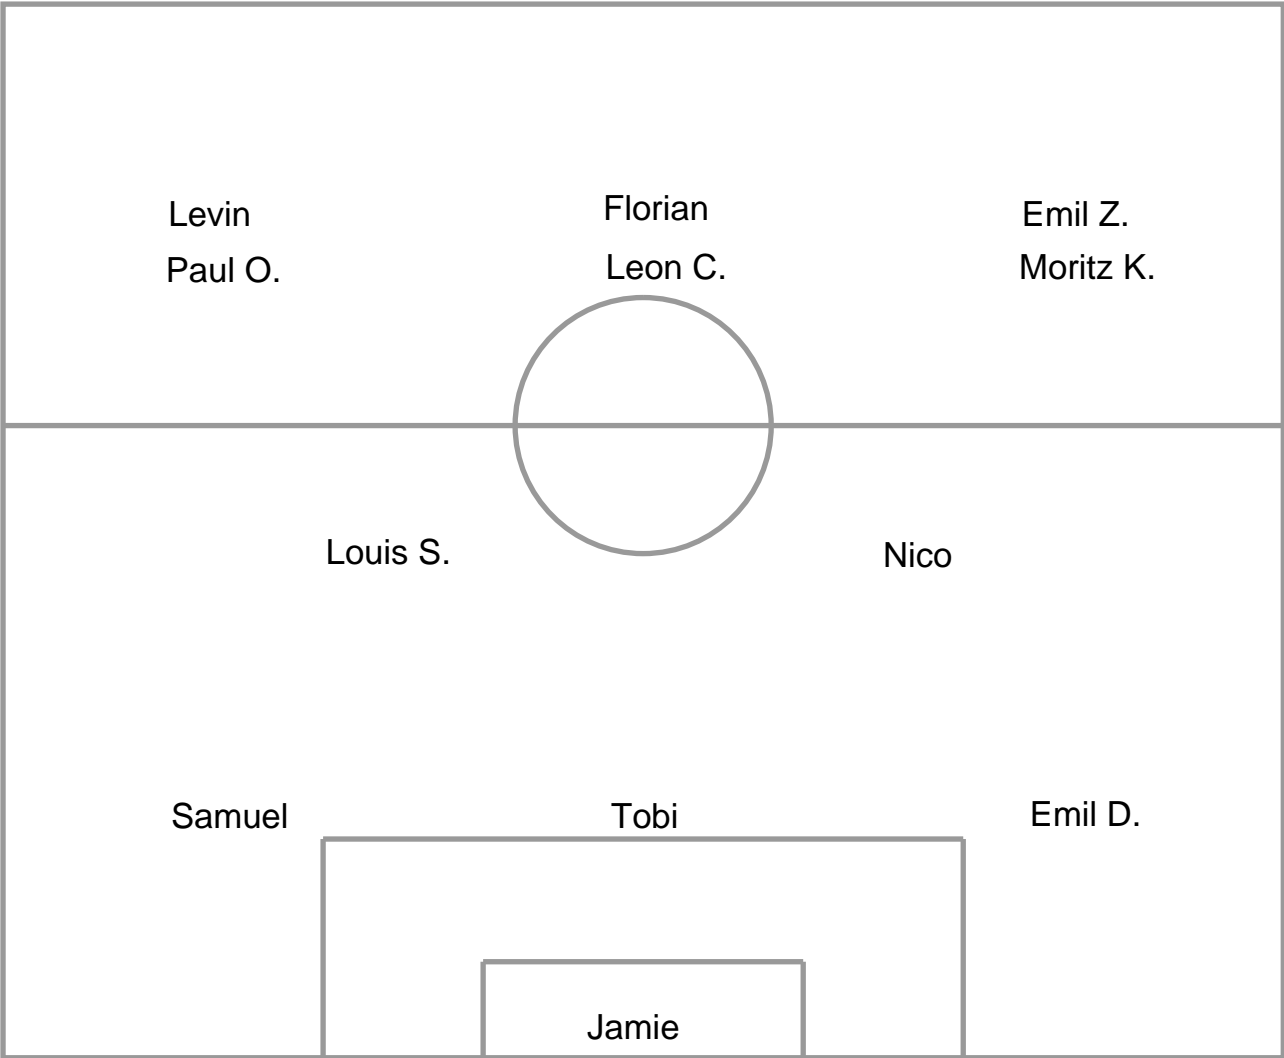 Levin
Florian
Emil Z.
Paul O.
Leon C.
Moritz K.
Louis S.
Nico
Samuel
Tobi
Emil D.
Jamie